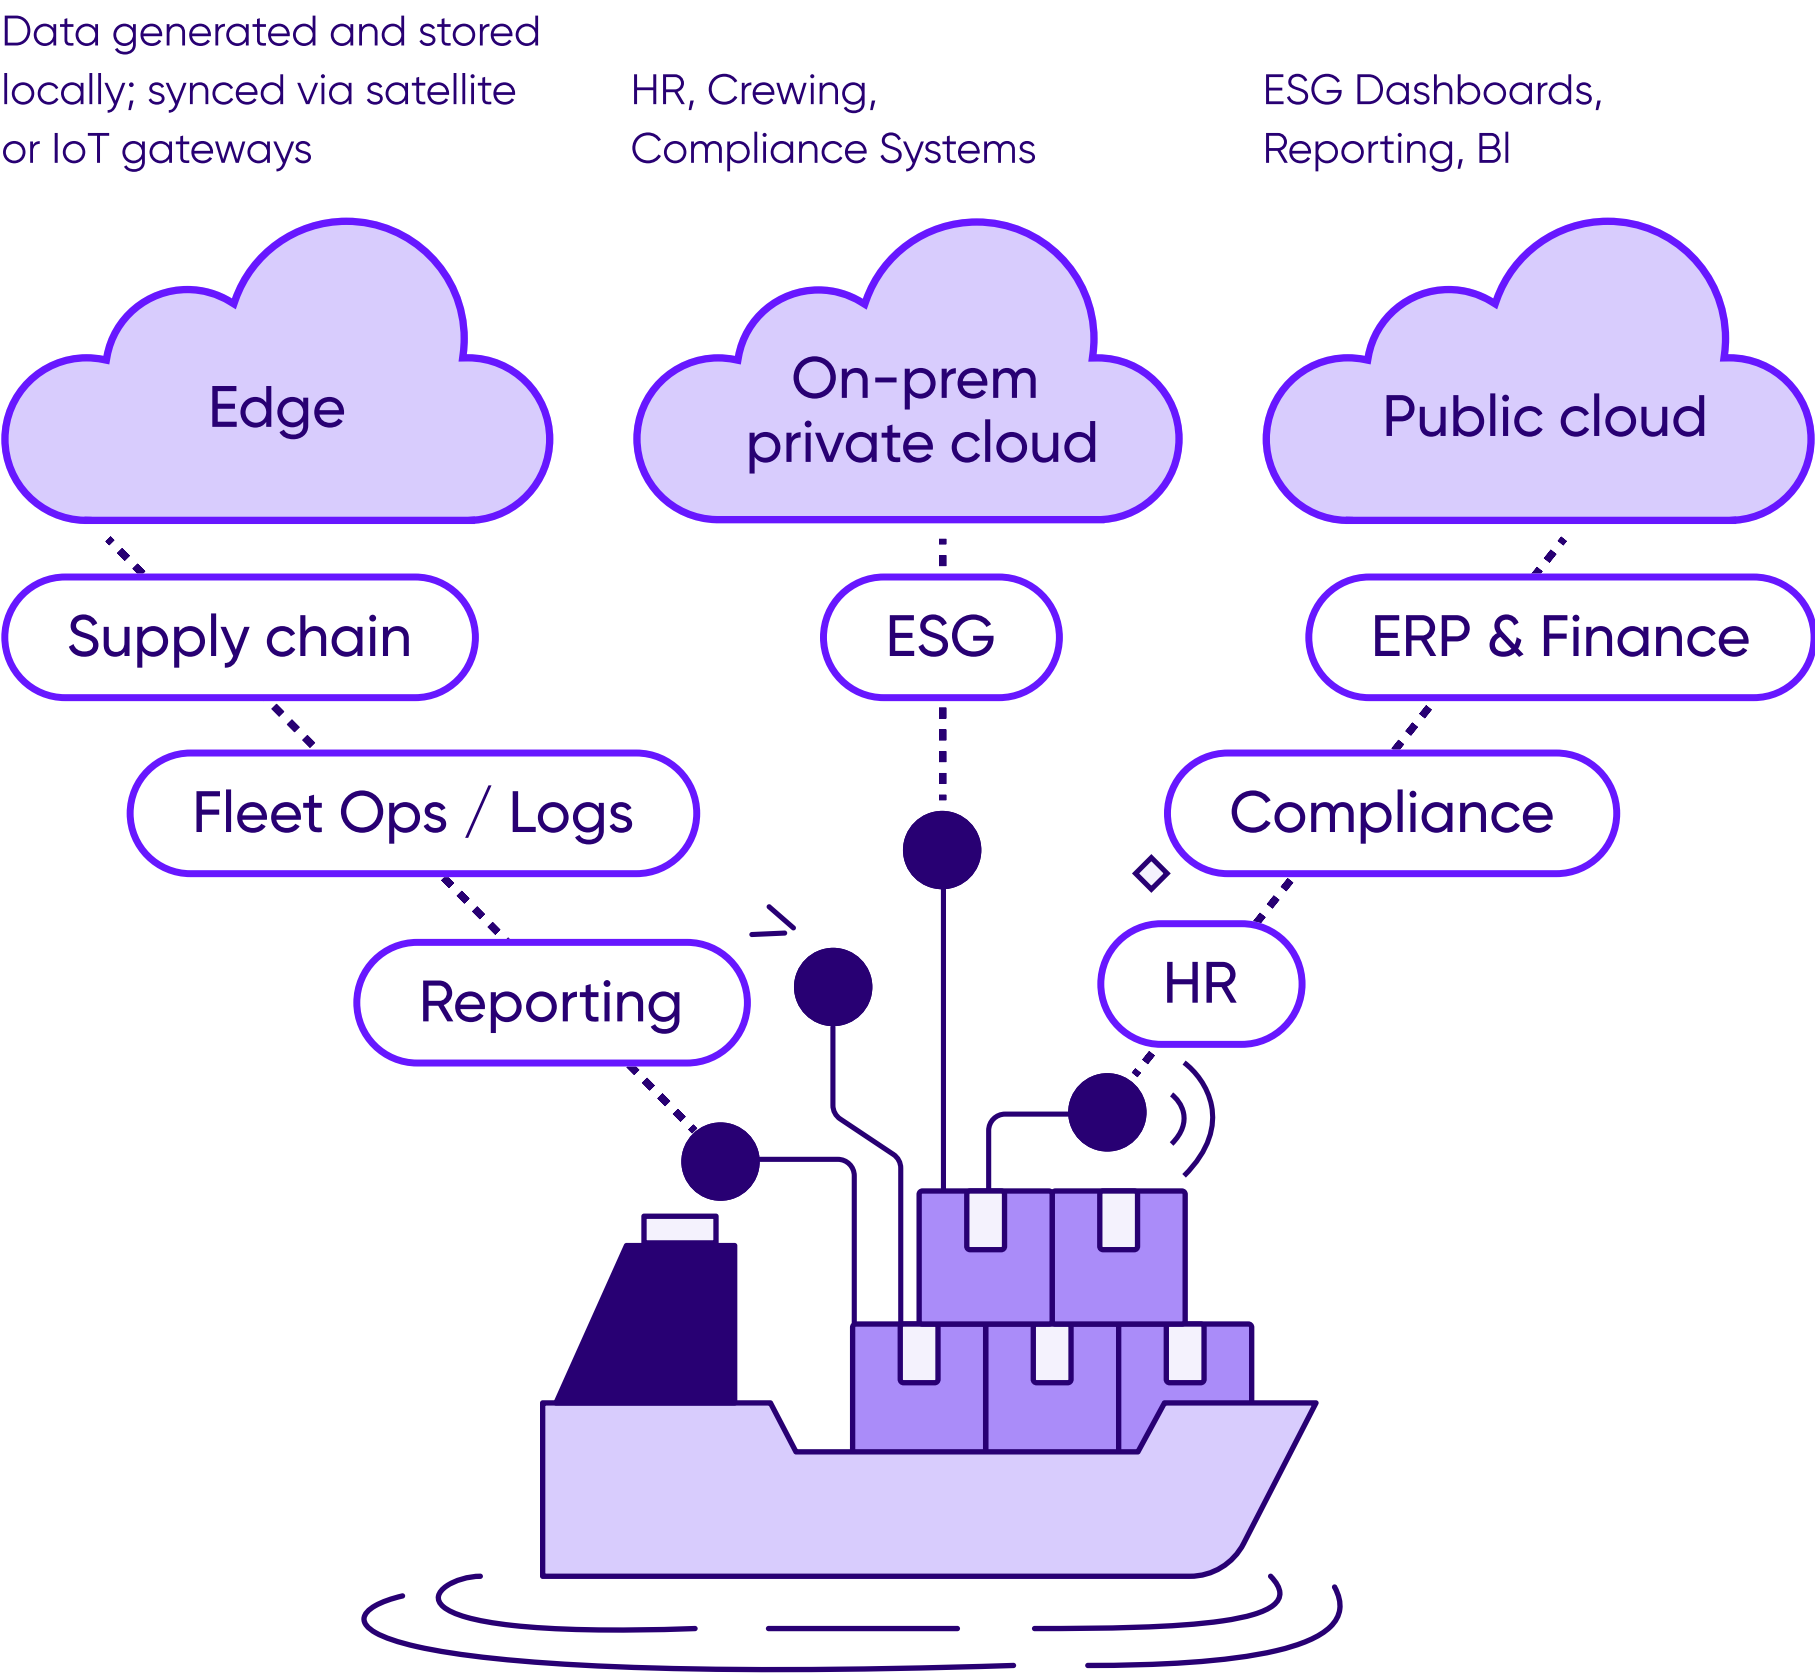 Data generated and stored
locally; synced via satellite
or IoT gateways
HR, Crewing,
Compliance Systems
ESG Dashboards,
Reporting, Bl
Edge
On-prem
private cloud
Public cloud
Supply chain
ESG
ERP & Finance
Fleet Ops / Logs
Compliance
Reporting
HR